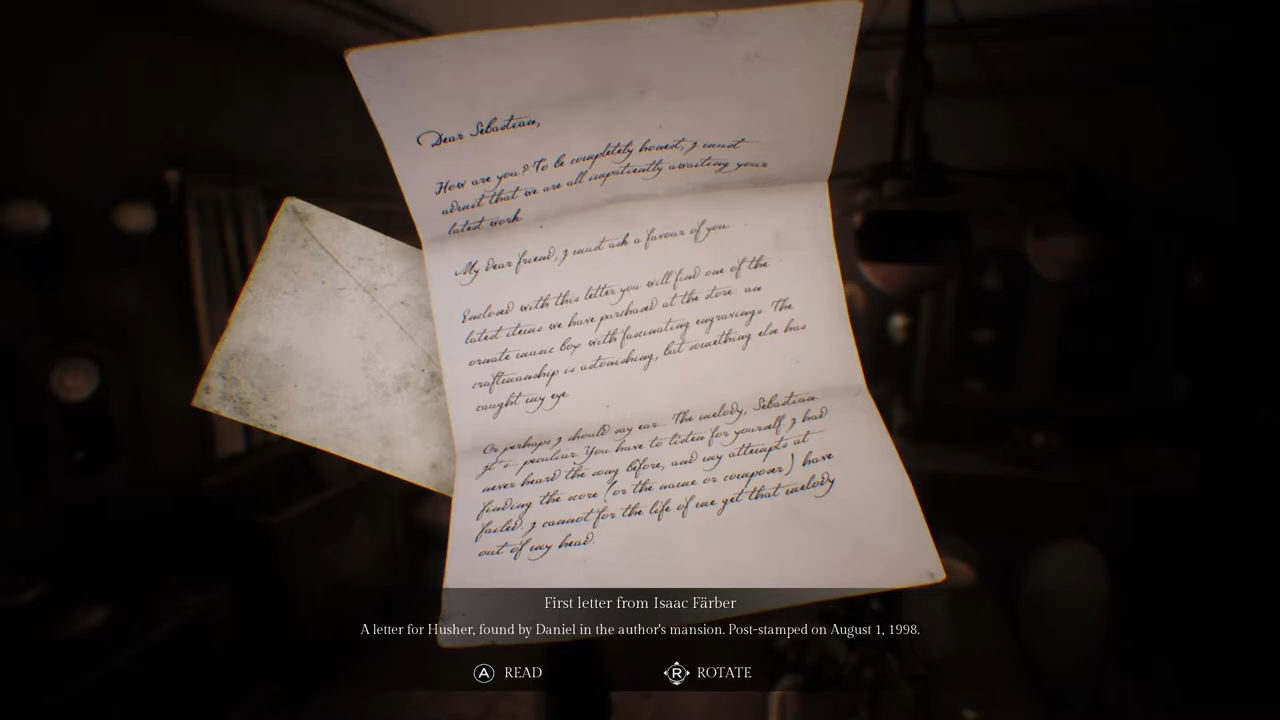 Dear Sebastian,
How are you? To be completely honest, I must
admit that we are all impatiently awaiting your
latest work.
My dear friend, I must ask a favour of you.
Enclosed with this letter you will find one of the
latest items we have purchased at the store: an
ornate music box with fascinating engravings. The
craftmanship is astonishing, but something else has
caught my eye.
Or perhaps I should say ear... The melody, Sebastian.
It's... peculiar. You have to listen for yourself. I had
never heard the song before, and my attempts at
finding the score (or the name or composer) have
failed. I cannot for the life of me get that melody
out of my head.
First letter from Isaac Färber
A letter for Husher, found by Daniel in the author's mansion. Post-stamped on August 1, 1998.
A READ R ROTATE